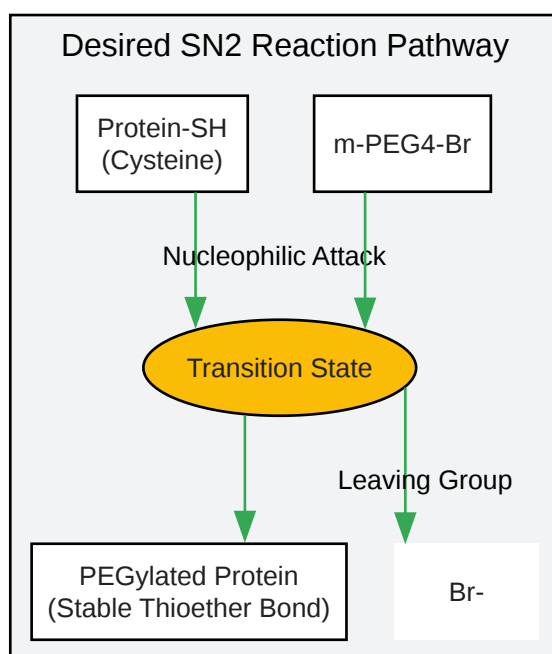 Desired SN2 Reaction Pathway
Protein-SH
(Cysteine)
m-PEG4-Br
Nucleophilic Attack
Transition State
Leaving Group
PEGylated Protein
(Stable Thioether Bond)
Br-